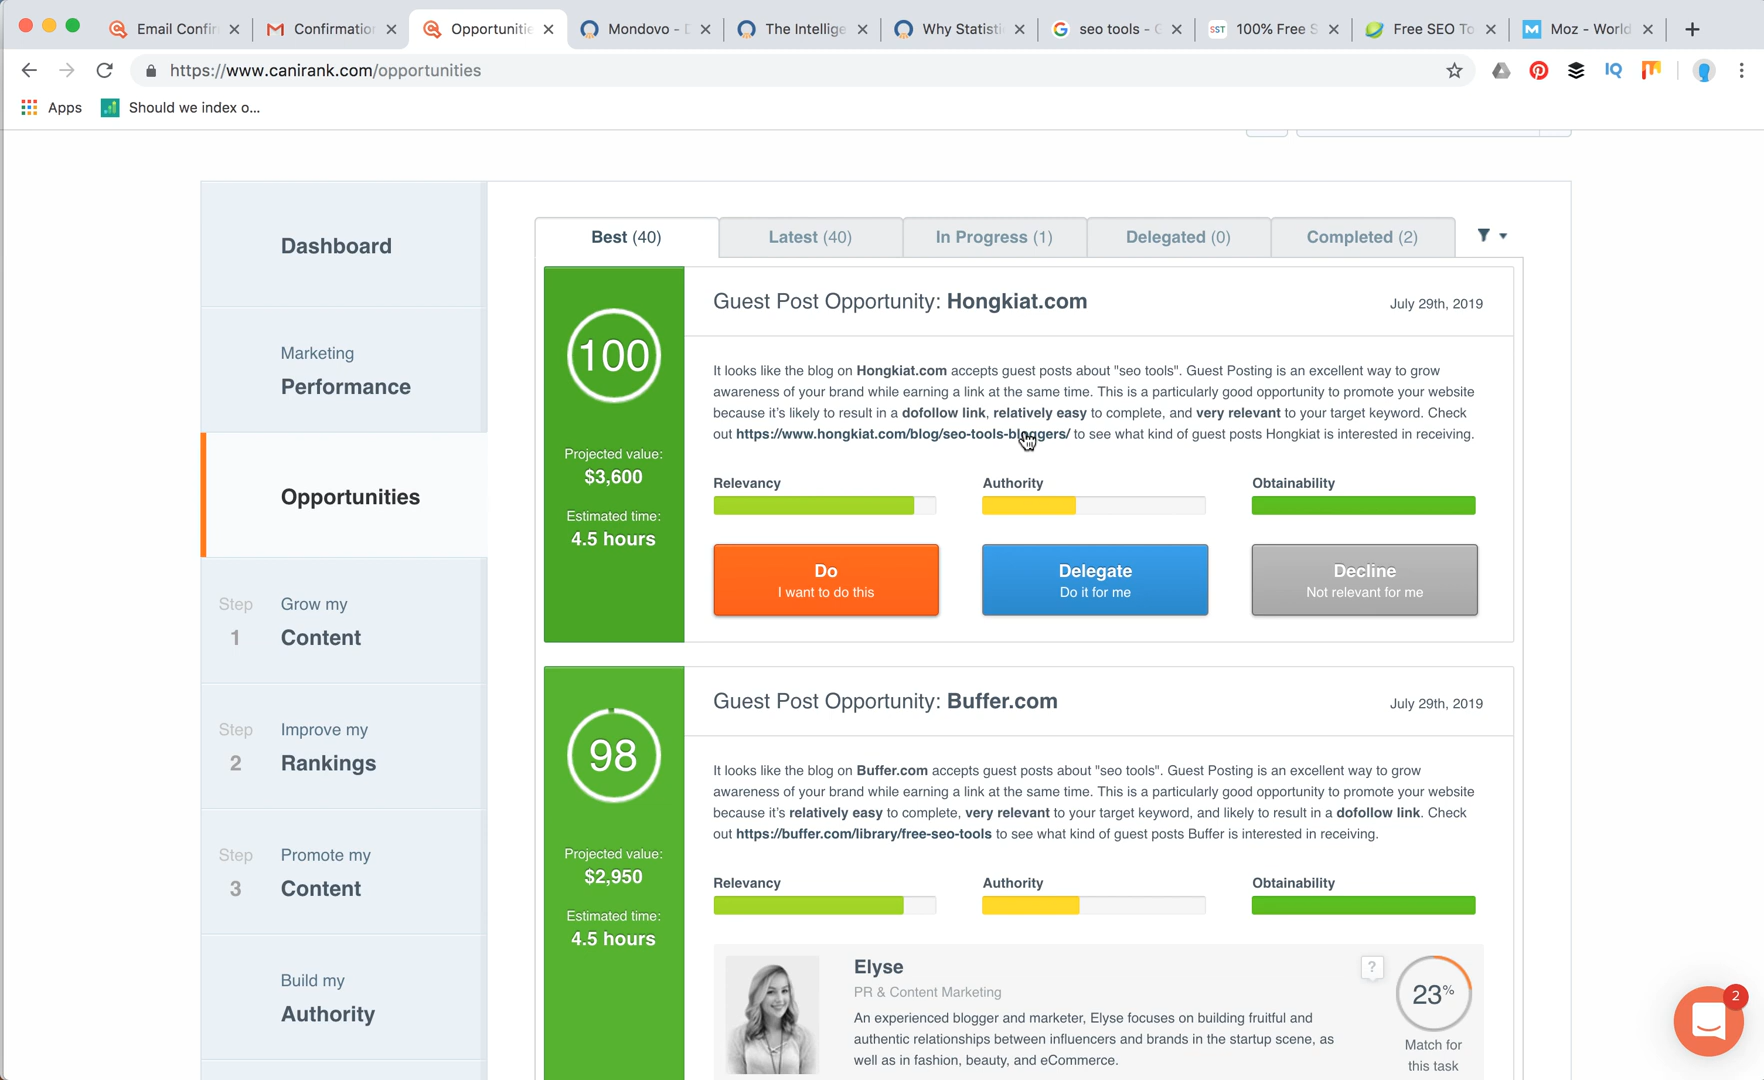 Email Confir
Confirmation
Opportunitie
Mondovo - D
The Intellige
Why Statisti
seo tools - G
SST
100% Free S
Free SEO To
Moz - World
https://www.canirank.com/opportunities
IQ
Apps
Should we index o...
Dashboard
Marketing
Performance
Opportunities
Step
1
Grow my
Content
Step
2
Improve my
Rankings
Step
3
Promote my
Content
Build my
Authority
Best (40)
Latest (40)
In Progress (1)
Delegated (0)
Completed (2)
100
Projected value:
$3,600
Estimated time:
4.5 hours
Guest Post Opportunity: Hongkiat.com
July 29th, 2019
It looks like the blog on Hongkiat.com accepts guest posts about "seo tools". Guest Posting is an excellent way to grow
awareness of your brand while earning a link at the same time. This is a particularly good opportunity to promote your website
because it's likely to result in a dofollow link, relatively easy to complete, and very relevant to your target keyword. Check
out https://www.hongkiat.com/blog/seo-tools-bloggers/ to see what kind of guest posts Hongkiat is interested in receiving.
Relevancy
Authority
Obtainability
Do
I want to do this
Delegate
Do it for me
Decline
Not relevant for me
98
Projected value:
$2,950
Estimated time:
4.5 hours
Guest Post Opportunity: Buffer.com
July 29th, 2019
It looks like the blog on Buffer.com accepts guest posts about "seo tools". Guest Posting is an excellent way to grow
awareness of your brand while earning a link at the same time. This is a particularly good opportunity to promote your website
because it's relatively easy to complete, very relevant to your target keyword, and likely to result in a dofollow link. Check
out https://buffer.com/library/free-seo-tools to see what kind of guest posts Buffer is interested in receiving.
Relevancy
Authority
Obtainability
Elyse
PR & Content Marketing
An experienced blogger and marketer, Elyse focuses on building fruitful and
authentic relationships between influencers and brands in the startup scene, as
well as in fashion, beauty, and eCommerce.
?
23%
Match for
this task
2